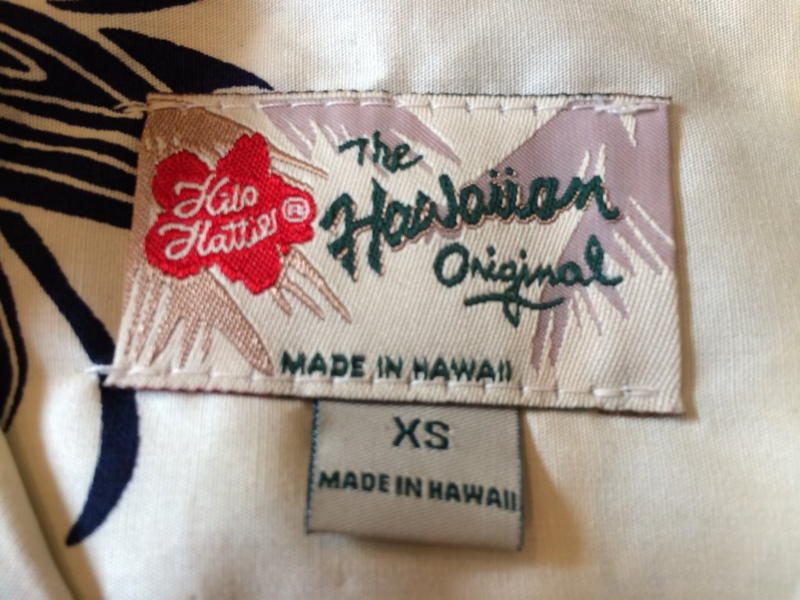 Hilo
Hattie's ®
The
Hawaiian
Original
MADE IN HAWAII
XS
MADE IN HAWAII